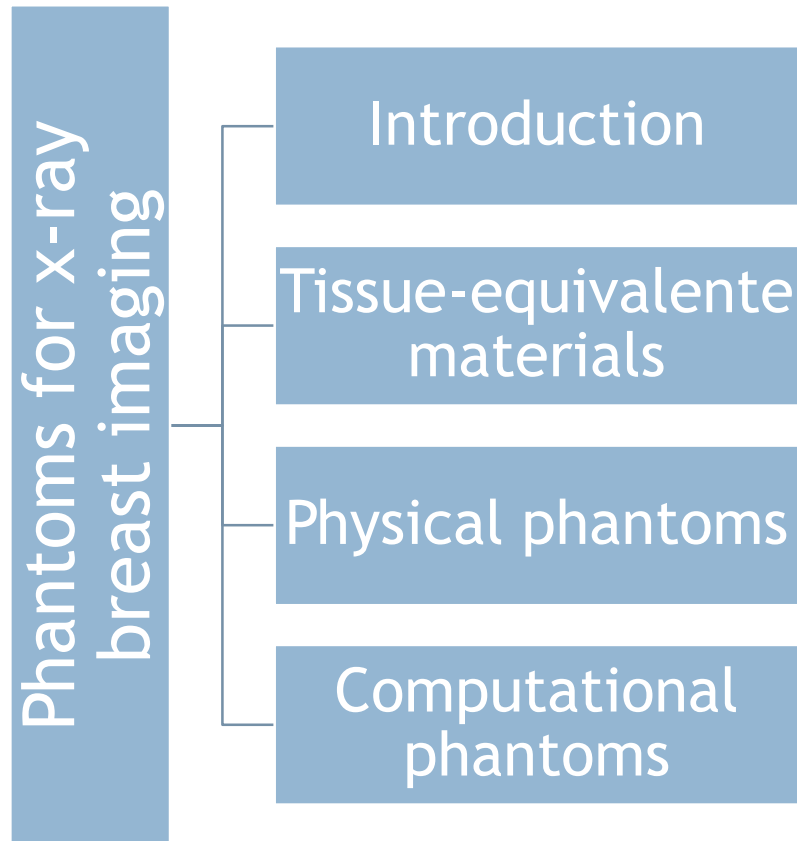 Phantoms for x-ray
breast imaging
Introduction
Tissue-equivalente
materials
Physical phantoms
Computational
phantoms